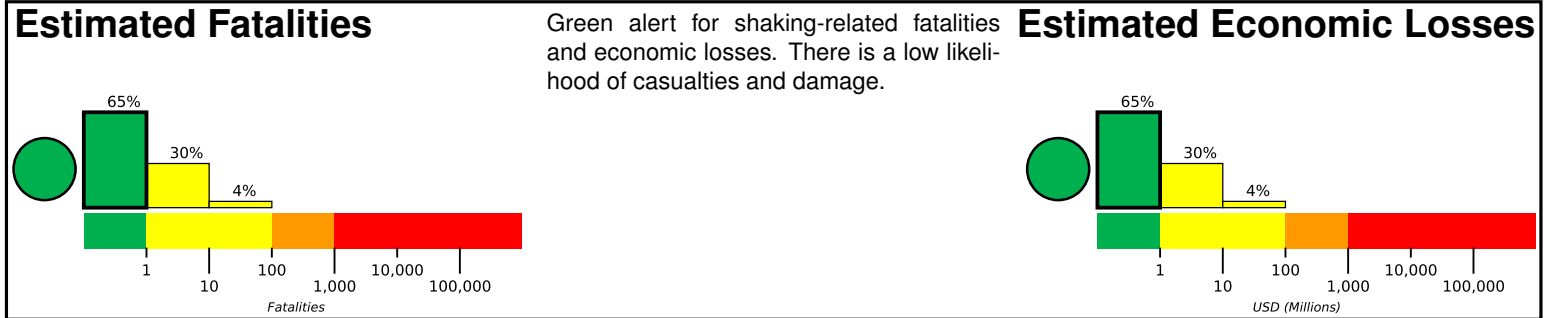 Estimated Fatalities
65%
30%
4%
1
10
100
1,000
10,000
100,000
Fatalities
Green alert for shaking-related fatalities
and economic losses. There is a low likeli-
hood of casualties and damage.
Estimated Economic Losses
65%
30%
4%
1
10
100
1,000
10,000
100,000
USD (Millions)